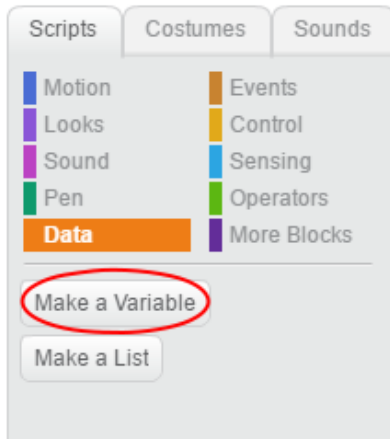 Scripts Costumes Sounds
Motion Events
Looks Control
Sound Sensing
Pen Operators
Data More Blocks
Make a Variable
Make a List